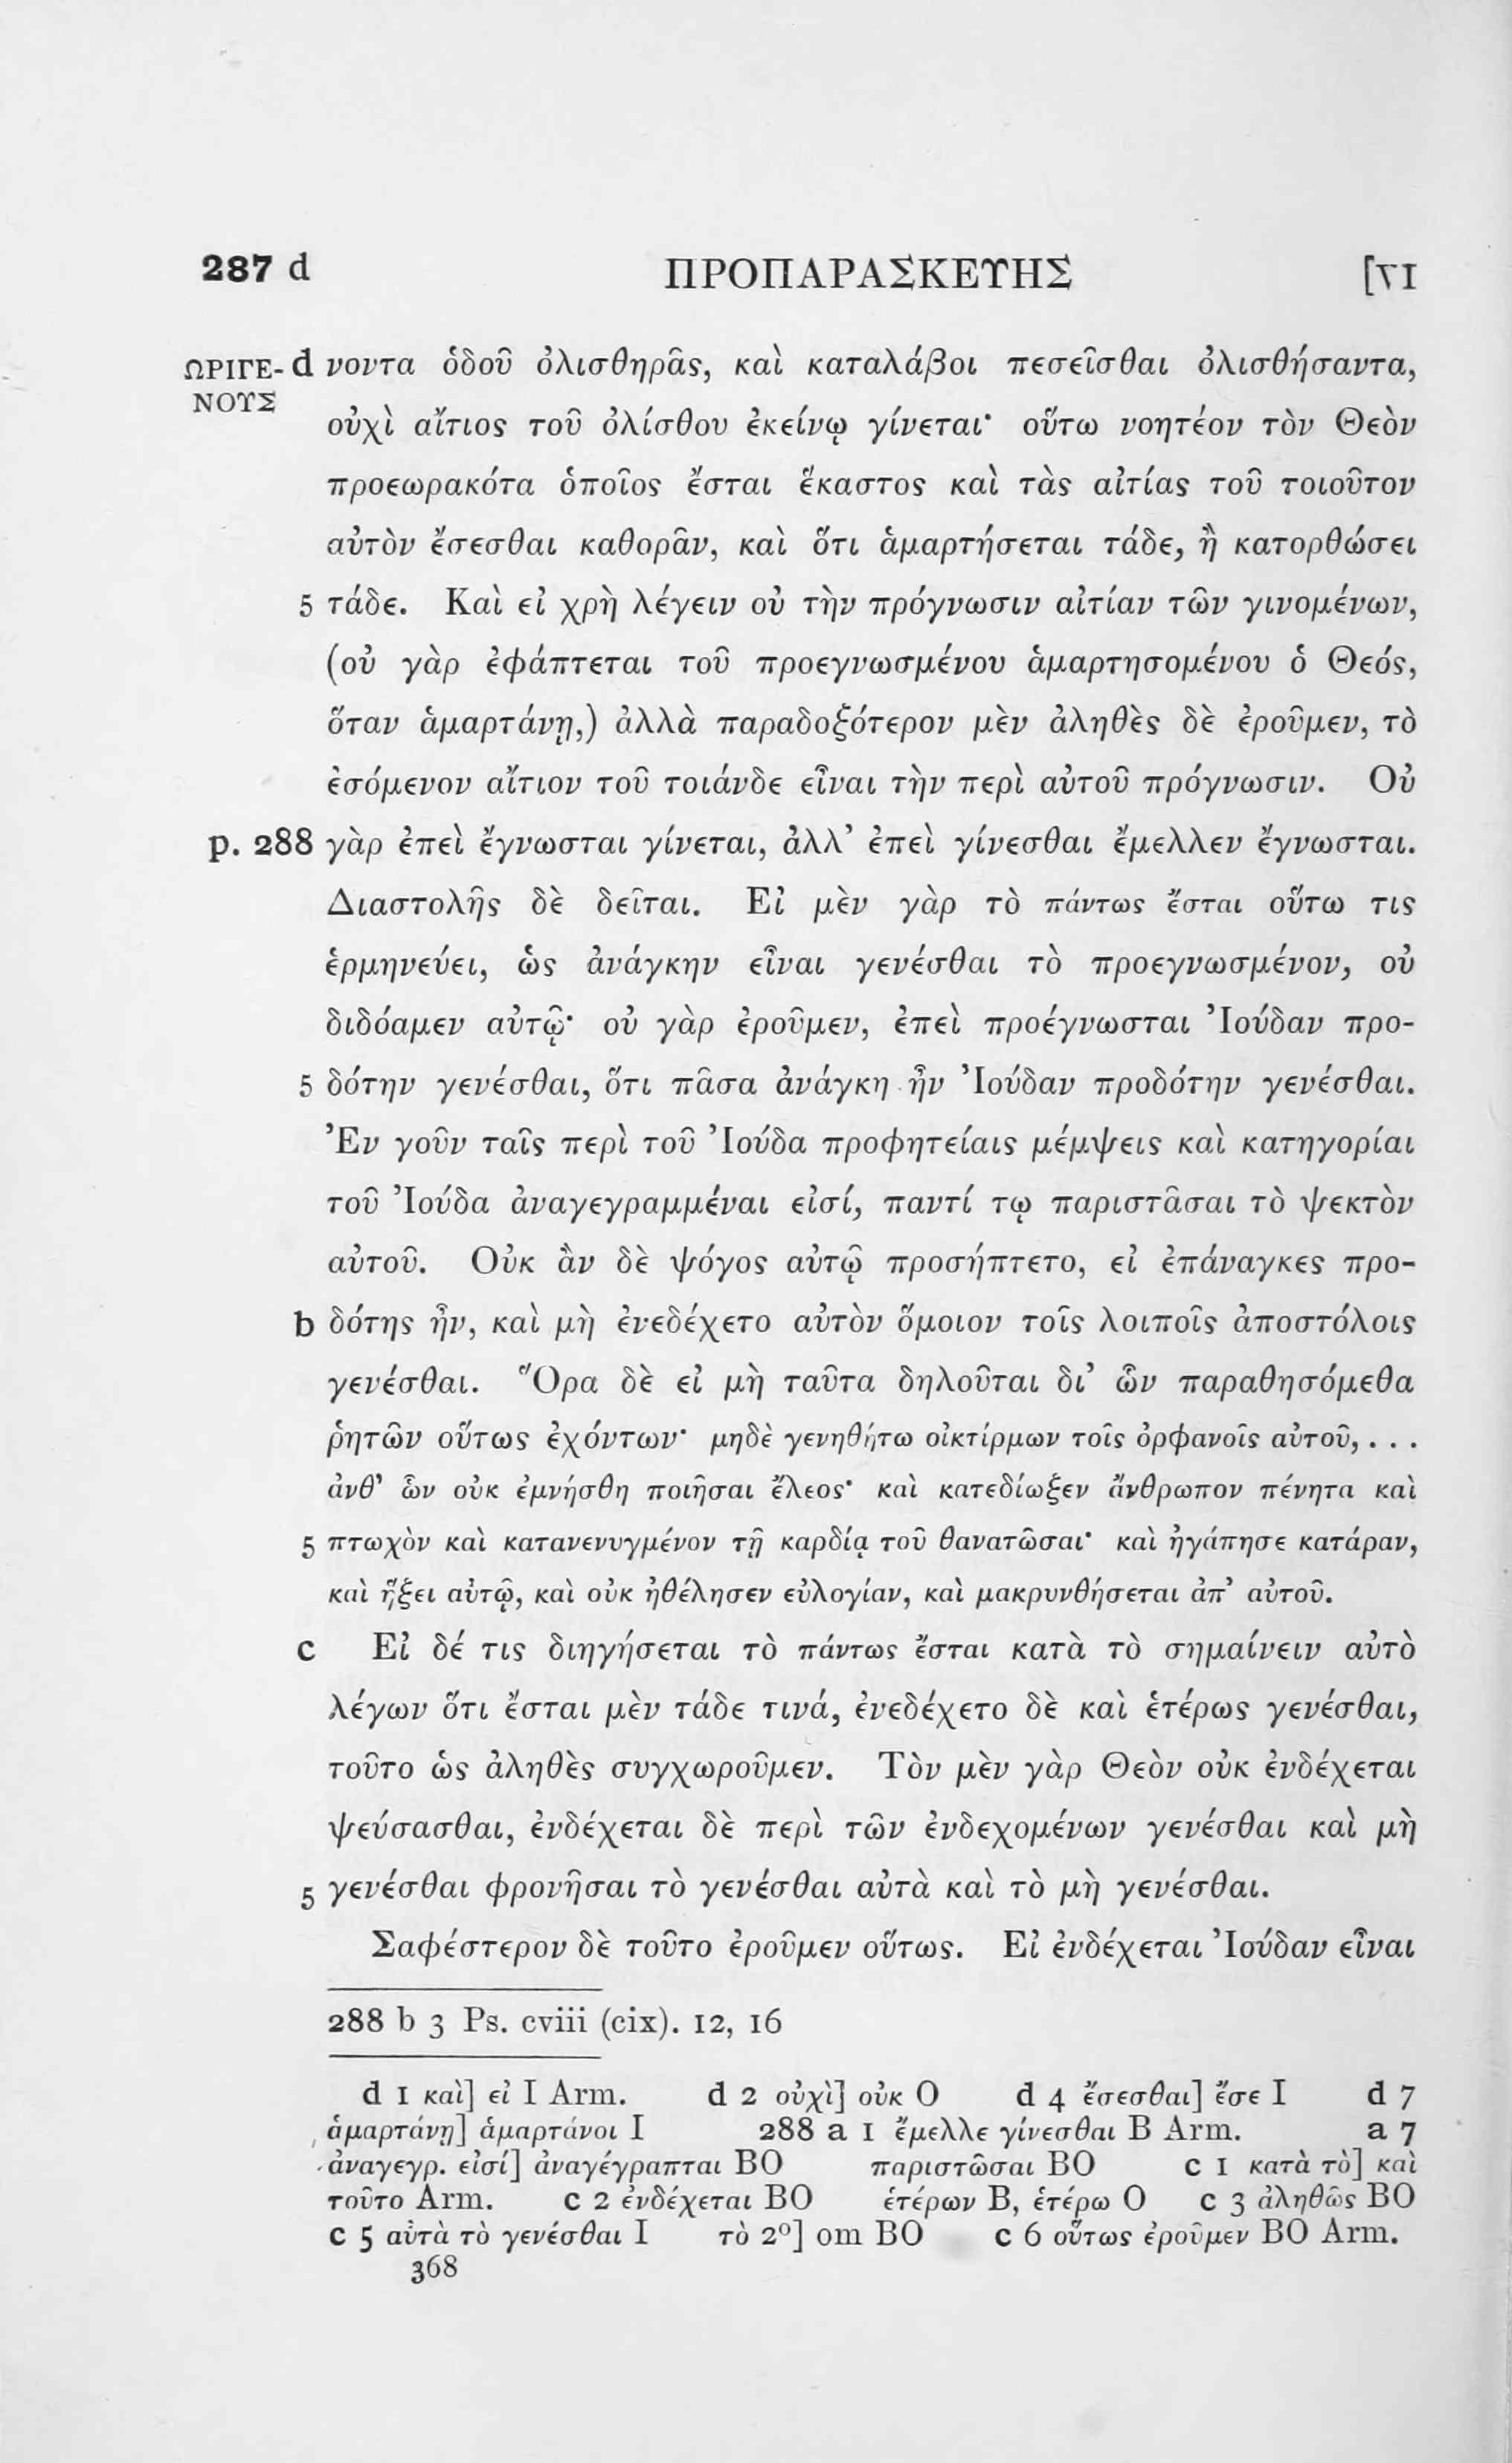 287 d ΠΡΟΠΑΡΑΣΚΕΥΗΣ [VI
ΩΡΙΓΕ- d νοντα ὁδοῦ ὀλισθηρᾶς, καὶ καταλάβοι πεσεῖσθαι ὀλισθήσαντα,
ΝΟΥΣ
οὐχὶ αἴτιος τοῦ ὀλίσθου ἐκείνῳ γίνεται· οὕτω νοητέον τὸν Θεὸν
προεωρακότα ὁποῖος ἔσται ἕκαστος καὶ τὰς αἰτίας τοῦ τοιοῦτον
αὐτὸν ἔσεσθαι καθορᾶν, καὶ ὅτι ἁμαρτήσεται τάδε, ἢ κατορθώσει
5 τάδε. Καὶ εἰ χρὴ λέγειν οὐ τὴν πρόγνωσιν αἰτίαν τῶν γινομένων,
(οὐ γὰρ ἐφάπτεται τοῦ προεγνωσμένου ἁμαρτησομένου ὁ Θεός,
ὅταν ἁμαρτάνῃ,) ἀλλὰ παραδοξότερον μὲν ἀληθὲς δὲ ἐροῦμεν, τὸ
ἐσόμενον αἴτιον τοῦ τοιάνδε εἶναι τὴν περὶ αὐτοῦ πρόγνωσιν. Οὐ
p. 288 γὰρ ἐπεὶ ἔγνωσται γίνεται, ἀλλ’ ἐπεὶ γίνεσθαι ἔμελλεν ἔγνωσται.
Διαστολῆς δὲ δεῖται. Εἰ μὲν γὰρ τὸ πάντως ἔσται οὕτω τις
ἑρμηνεύει, ὡς ἀνάγκην εἶναι γενέσθαι τὸ προεγνωσμένον, οὐ
διδόαμεν αὐτῷ· οὐ γὰρ ἐροῦμεν, ἐπεὶ προέγνωσται Ἰούδαν προ-
5 δότην γενέσθαι, ὅτι πᾶσα ἀνάγκη ἦν Ἰούδαν προδότην γενέσθαι.
Ἐν γοῦν ταῖς περὶ τοῦ Ἰούδα προφητείαις μέμψεις καὶ κατηγορίαι
τοῦ Ἰούδα ἀναγεγραμμέναι εἰσί, παντί τῳ παριστᾶσαι τὸ ψεκτὸν
αὐτοῦ. Οὐκ ἂν δὲ ψόγος αὐτῷ προσήπτετο, εἰ ἐπάναγκες προ-
b δότης ἦν, καὶ μὴ ἐνεδέχετο αὐτὸν ὅμοιον τοῖς λοιποῖς ἀποστόλοις
γενέσθαι. Ὅρα δὲ εἰ μὴ ταῦτα δηλοῦται δι’ ὧν παραθησόμεθα
ῥητῶν οὕτως ἐχόντων· μηδὲ γενηθήτω οἰκτίρμων τοῖς ὀρφανοῖς αὐτοῦ, . . .
ἀνθ’ ὧν οὐκ ἐμνήσθη ποιῆσαι ἔλεος· καὶ κατεδίωξεν ἄνθρωπον πένητα καὶ
5 πτωχὸν καὶ κατανενυγμένον τῇ καρδίᾳ τοῦ θανατῶσαι· καὶ ἠγάπησε κατάραν,
καὶ ἥξει αὐτῷ, καὶ οὐκ ἠθέλησεν εὐλογίαν, καὶ μακρυνθήσεται ἀπ’ αὐτοῦ.
c Εἰ δέ τις διηγήσεται τὸ πάντως ἔσται κατὰ τὸ σημαίνειν αὐτὸ
λέγων ὅτι ἔσται μὲν τάδε τινά, ἐνεδέχετο δὲ καὶ ἑτέρως γενέσθαι,
τοῦτο ὡς ἀληθὲς συγχωροῦμεν. Τὸν μὲν γὰρ Θεὸν οὐκ ἐνδέχεται
ψεύσασθαι, ἐνδέχεται δὲ περὶ τῶν ἐνδεχομένων γενέσθαι καὶ μὴ
5 γενέσθαι φρονῆσαι τὸ γενέσθαι αὐτὰ καὶ τὸ μὴ γενέσθαι.
Σαφέστερον δὲ τοῦτο ἐροῦμεν οὕτως. Εἰ ἐνδέχεται Ἰούδαν εἶναι
288 b 3 Ps. cviii (cix). 12, 16
d 1 καὶ] εἰ I Arm. d 2 οὐχὶ] οὐκ O d 4 ἔσεσθαι] ἔσε I d 7
ἁμαρτάνῃ] ἁμαρτάνοι I 288 a 1 ἔμελλε γίνεσθαι B Arm. a 7
ἀναγεγρ. εἰσί] ἀναγέγραπται BO παριστῶσαι BO c 1 κατὰ τὸ] καὶ
τοῦτο Arm. c 2 ἐνδέχεται BO ἑτέρων B, ἑτέρω O c 3 ἀληθῶς BO
c 5 αὐτὰ τὸ γενέσθαι I τὸ 2º] om BO c 6 οὕτως ἐροῦμεν BO Arm.
368